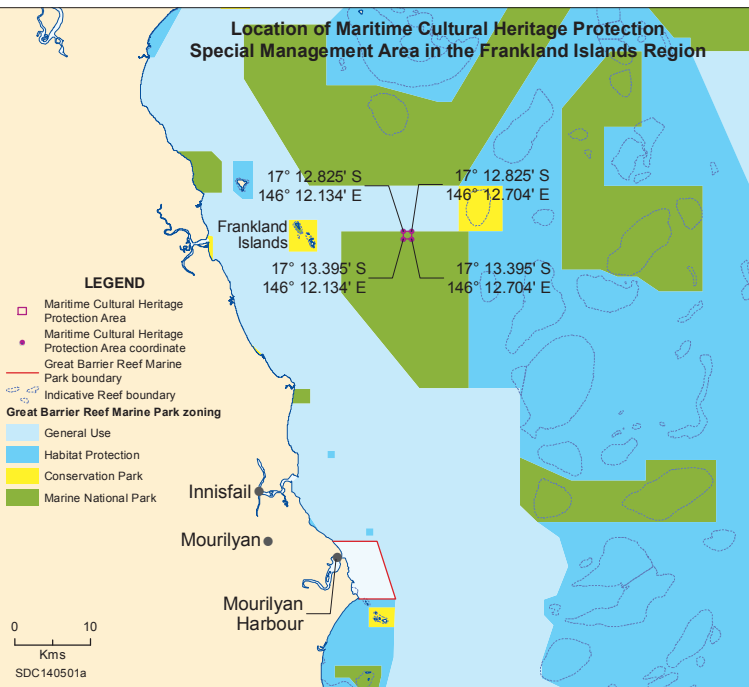 Location of Maritime Cultural Heritage Protection
Special Management Area in the Frankland Islands Region
17° 12.825' S
146° 12.134' E
17° 12.825' S
146° 12.704' E
Frankland
Islands
17° 13.395' S
146° 12.134' E
17° 13.395' S
146° 12.704' E
LEGEND
Maritime Cultural Heritage
Protection Area
Maritime Cultural Heritage
Protection Area coordinate
Great Barrier Reef Marine
Park boundary
Indicative Reef boundary
Great Barrier Reef Marine Park zoning
General Use
Habitat Protection
Conservation Park
Marine National Park
Innisfail
Mourilyan
Mourilyan
Harbour
0 10
Kms
SDC140501a